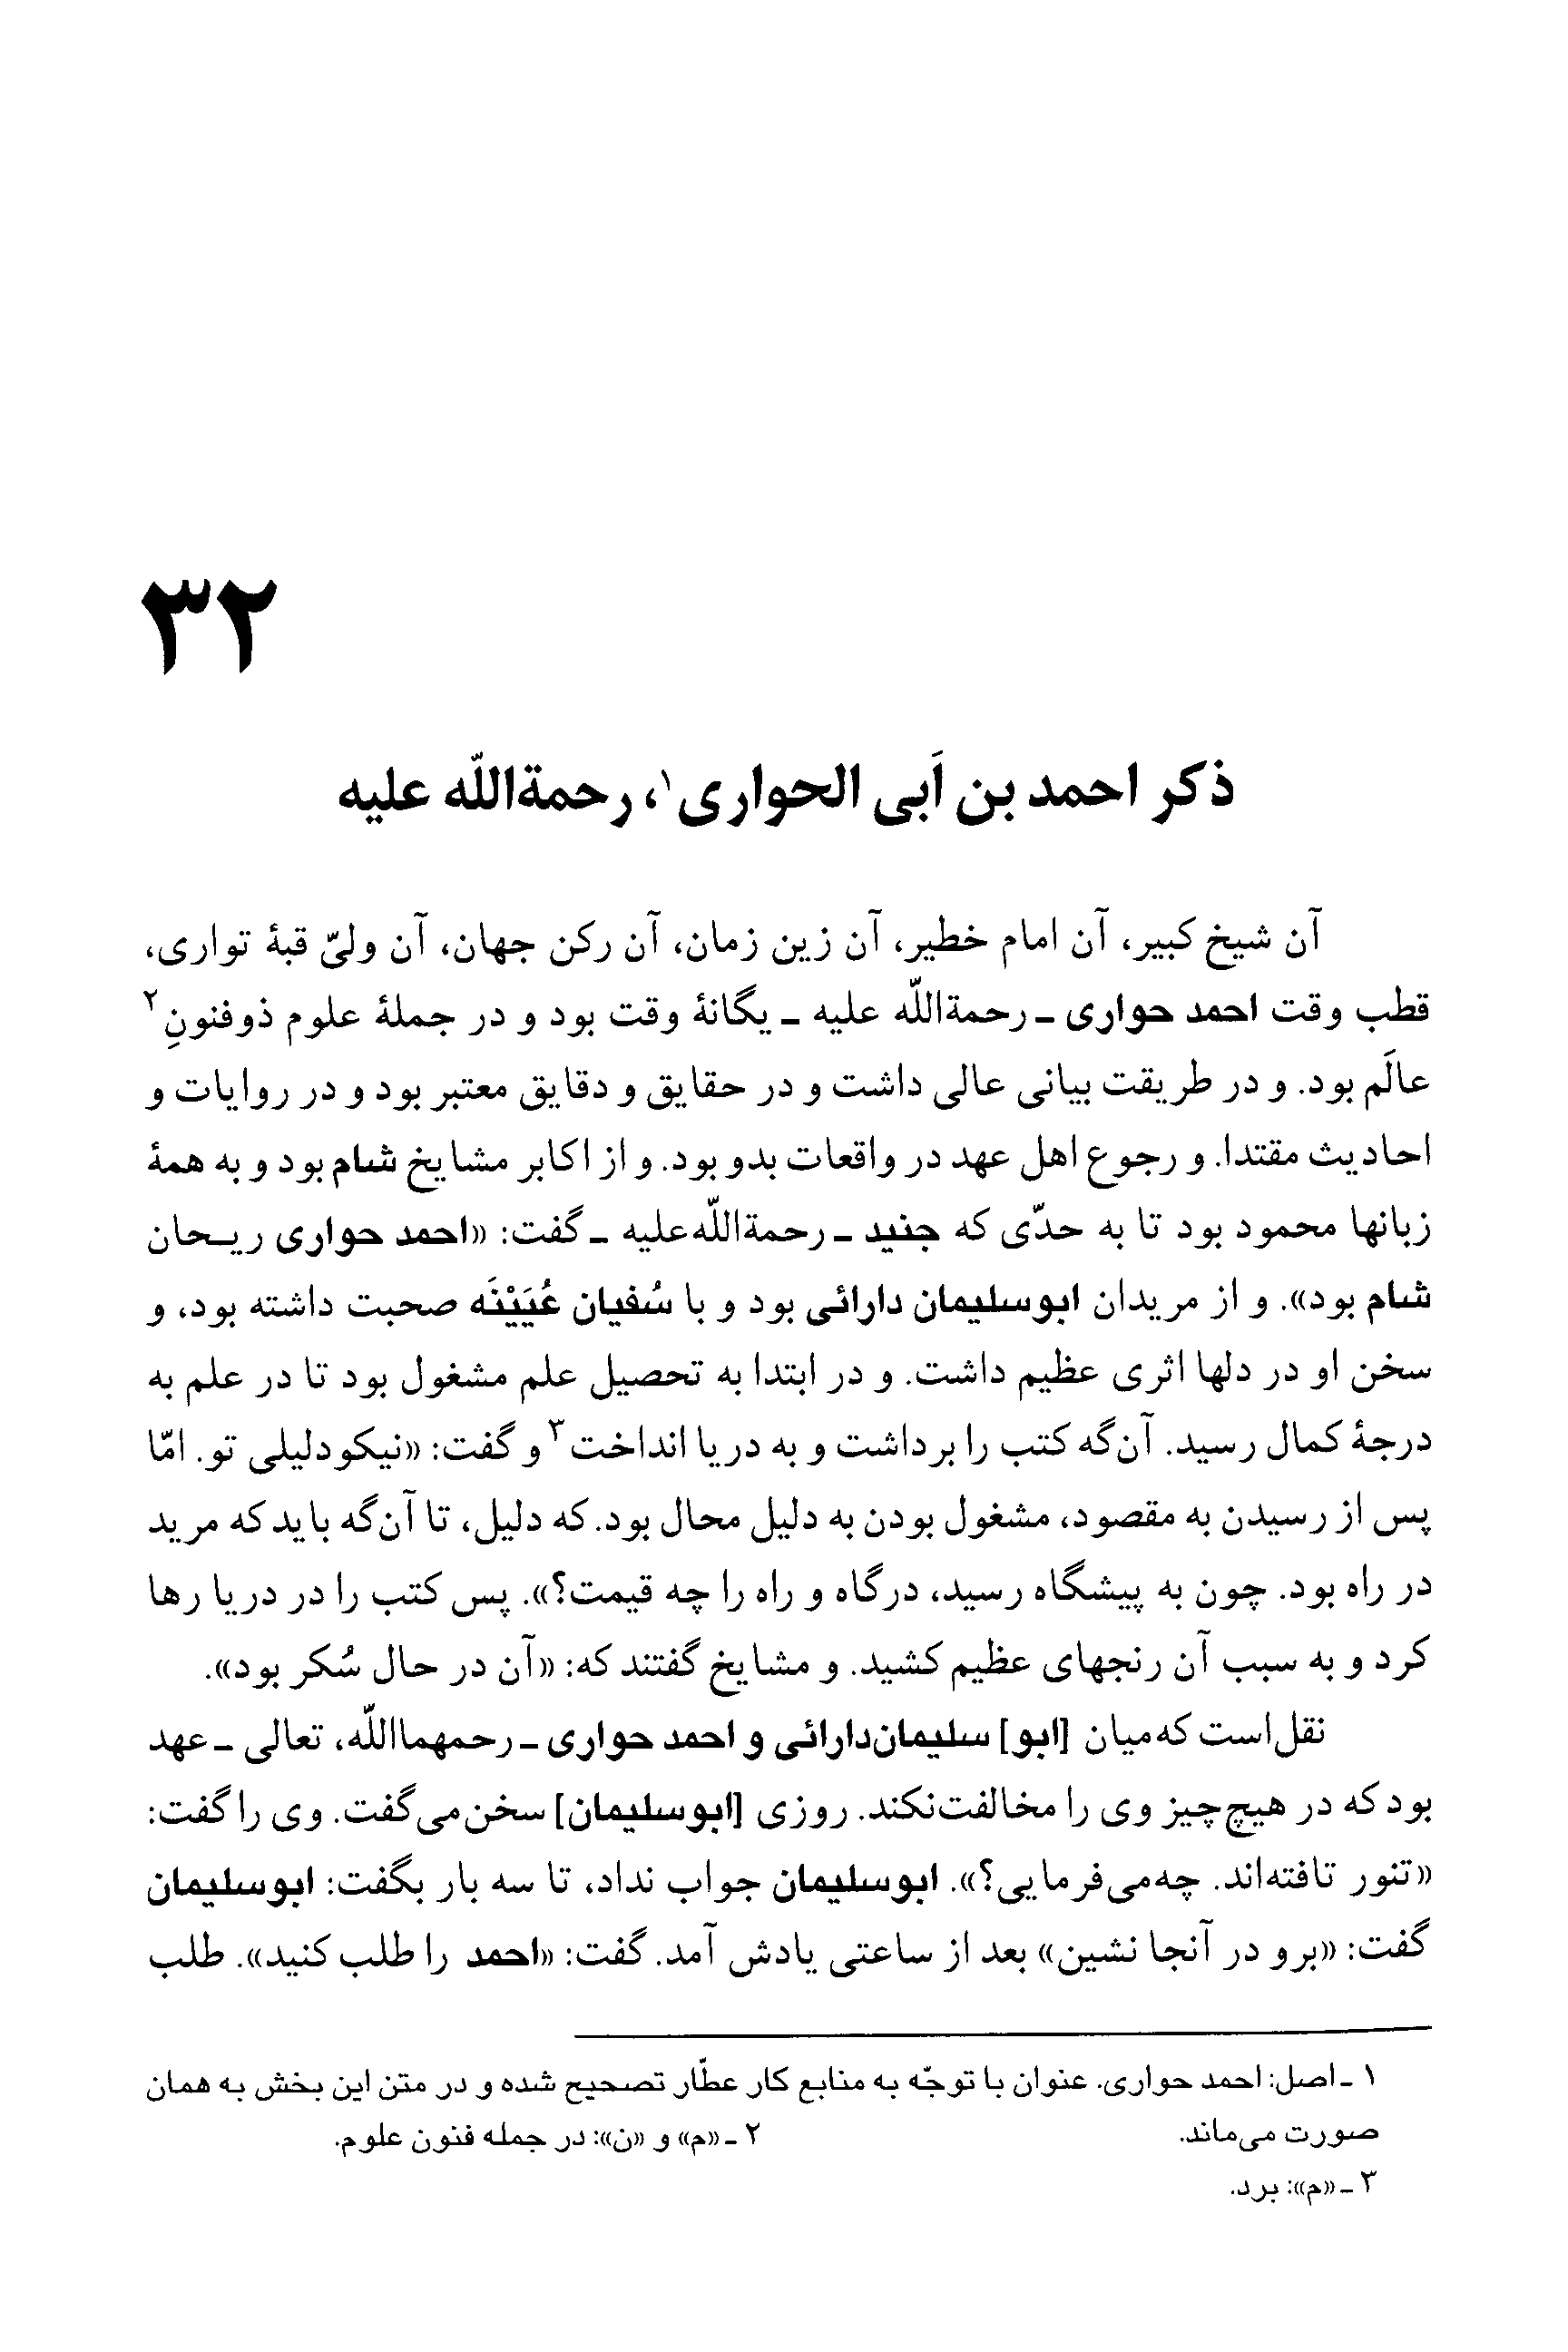 ۳۲
ذکر احمد بن اَبی الحواری۱، رحمةاللّه علیه
آن شیخ کبیر، آن امام خطیر، آن زین زمان، آن رکن جهان، آن ولیّ قبهٔ تواری،
قطب وقت احمد حواری ـ رحمةاللّه علیه ـ یگانهٔ وقت بود و در جملهٔ علوم ذوفنونِ۲
عالَم بود. و در طریقت بیانی عالی داشت و در حقایق و دقایق معتبر بود و در روایات و
احادیث مقتدا. و رجوع اهل عهد در واقعات بدو بود. و از اکابر مشایخ شام بود و به همهٔ
زبانها محمود بود تا به حدّی که جنید ـ رحمةاللّه علیه ـ گفت: «احمد حواری ریحان
شام بود». و از مریدان ابوسلیمان دارائی بود و با سُفیان عُیَیْنَه صحبت داشته بود، و
سخن او در دلها اثری عظیم داشت. و در ابتدا به تحصیل علم مشغول بود تا در علم به
درجهٔ کمال رسید. آن‌گه کتب را برداشت و به دریا انداخت۳ و گفت: «نیکودلیلی تو. امّا
پس از رسیدن به مقصود، مشغول بودن به دلیل محال بود. که دلیل، تا آن‌گه باید که مرید
در راه بود. چون به پیشگاه رسید، درگاه و راه را چه قیمت؟». پس کتب را در دریا رها
کرد و به سبب آن رنجهای عظیم کشید. و مشایخ گفتند که: «آن در حال سُکر بود».
نقل‌است که میان [ابو] سلیمان‌دارائی و احمد حواری ـ رحمهمااللّه، تعالی ـ عهد
بود که در هیچ‌چیز وی را مخالفت‌نکند. روزی [ابوسلیمان] سخن‌می‌گفت. وی را گفت:
«تنور تافته‌اند. چه‌می‌فرمایی؟». ابوسلیمان جواب نداد، تا سه بار بگفت: ابوسلیمان
گفت: «برو در آنجا نشین» بعد از ساعتی یادش آمد. گفت: «احمد را طلب کنید». طلب
۱ ـ اصل: احمد حواری. عنوان با توجّه به منابع کار عطّار تصحیح شده و در متن این بخش به همان
صورت می‌ماند. ۲ ـ «م» و «ن»: در جمله فنون علوم.
۳ ـ «م»: برد.